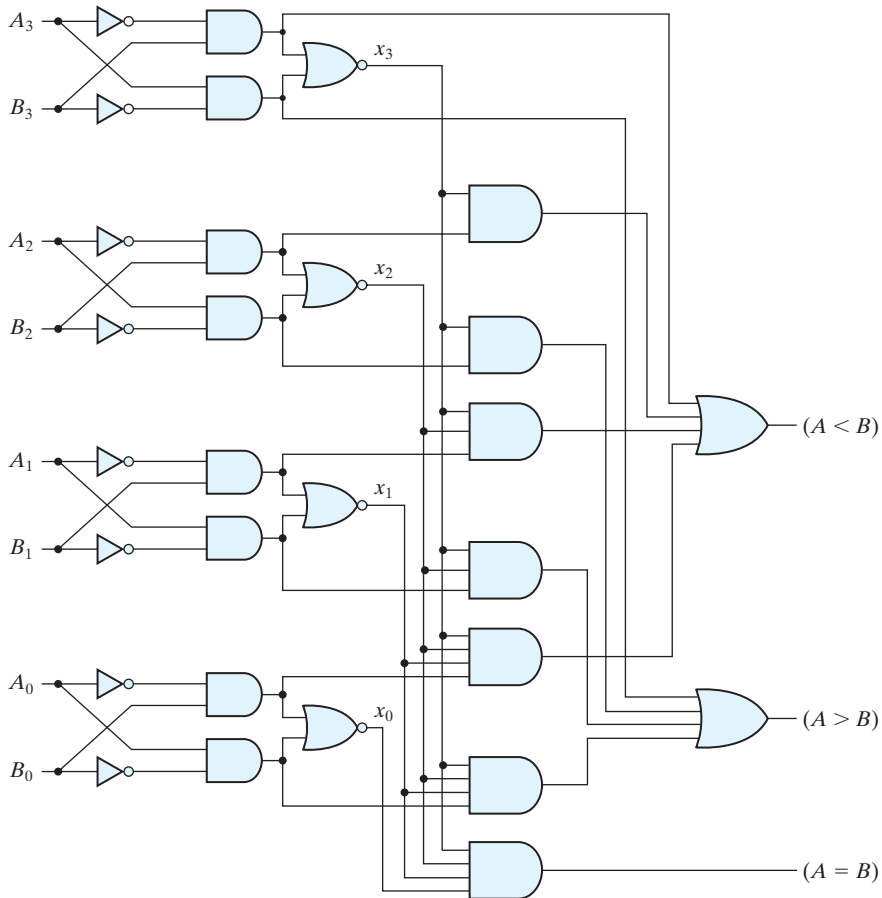 A3
x3
B3
A2
x2
B2
(A < B)
A1
x1
B1
A0
x0
(A > B)
B0
(A = B)